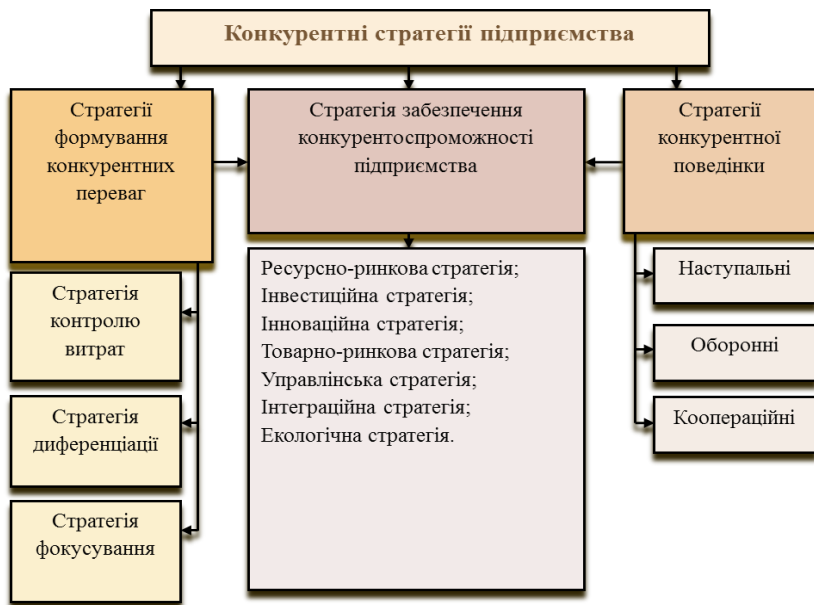 Конкурентні стратегії підприємства
Стратегії
формування
конкурентних
переваг
Стратегія забезпечення
конкурентоспроможності
підприємства
Стратегії
конкурентної
поведінки
Стратегія
контролю
витрат
Стратегія
диференціації
Стратегія
фокусування
Ресурсно-ринкова стратегія;
Інвестиційна стратегія;
Інноваційна стратегія;
Товарно-ринкова стратегія;
Управлінська стратегія;
Інтеграційна стратегія;
Екологічна стратегія.
Наступальні
Оборонні
Коопераційні